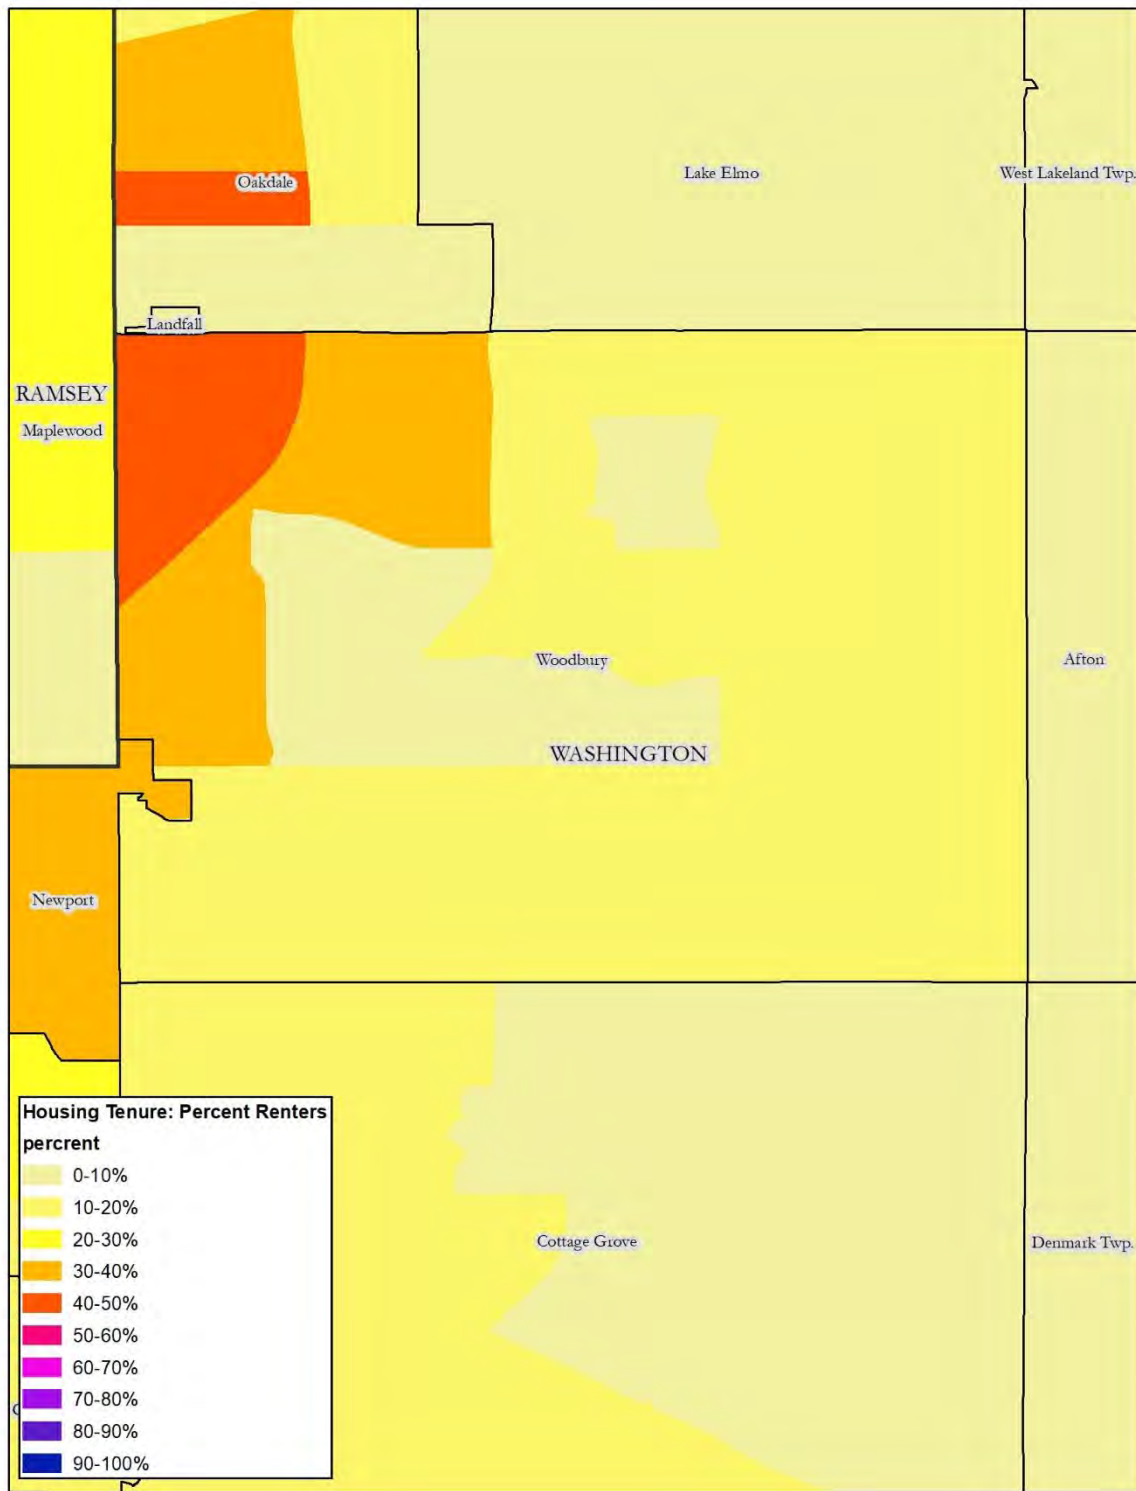 Oakdale
Lake Elmo
West Lakeland Twp.
Landfall
RAMSEY
Maplewood
Woodbury
Afton
WASHINGTON
Newport
Cottage Grove
Denmark Twp.
Housing Tenure: Percent Renters
percrent
0-10%
10-20%
20-30%
30-40%
40-50%
50-60%
60-70%
70-80%
80-90%
90-100%